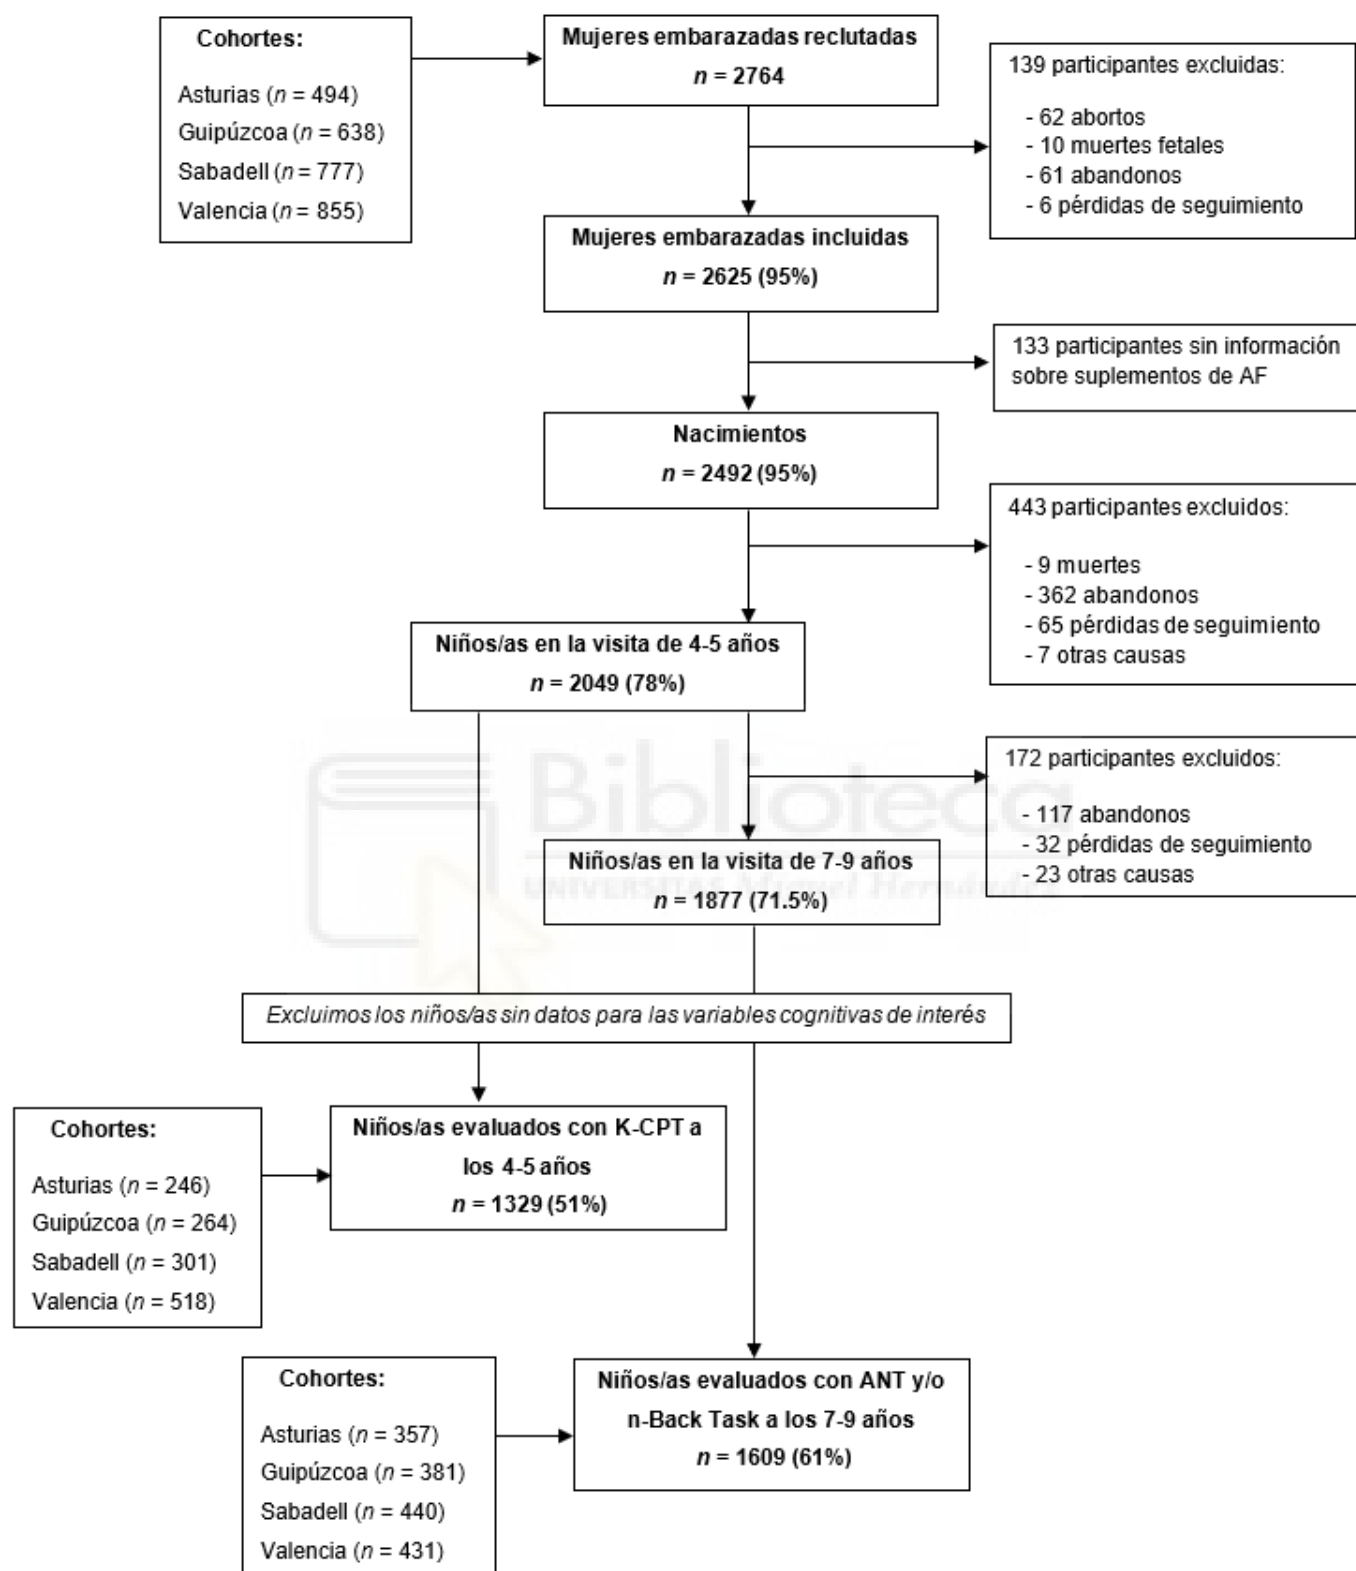 Cohortes:
Asturias (n = 494)
Guipúzcoa (n = 638)
Sabadell (n = 777)
Valencia (n = 855)
Mujeres embarazadas reclutadas
n = 2764
139 participantes excluidas:
- 62 abortos
- 10 muertes fetales
- 61 abandonos
- 6 pérdidas de seguimiento
Mujeres embarazadas incluidas
n = 2625 (95%)
133 participantes sin información
sobre suplementos de AF
Nacimientos
n = 2492 (95%)
443 participantes excluidos:
- 9 muertes
- 362 abandonos
- 65 pérdidas de seguimiento
- 7 otras causas
Niños/as en la visita de 4-5 años
n = 2049 (78%)
172 participantes excluidos:
- 117 abandonos
- 32 pérdidas de seguimiento
- 23 otras causas
Biblioteca
UNIVERSITAS Miguel Hernández
Niños/as en la visita de 7-9 años
n = 1877 (71.5%)
Excluimos los niños/as sin datos para las variables cognitivas de interés
Cohortes:
Asturias (n = 246)
Guipúzcoa (n = 264)
Sabadell (n = 301)
Valencia (n = 518)
Niños/as evaluados con K-CPT a
los 4-5 años
n = 1329 (51%)
Cohortes:
Asturias (n = 357)
Guipúzcoa (n = 381)
Sabadell (n = 440)
Valencia (n = 431)
Niños/as evaluados con ANT y/o
n-Back Task a los 7-9 años
n = 1609 (61%)